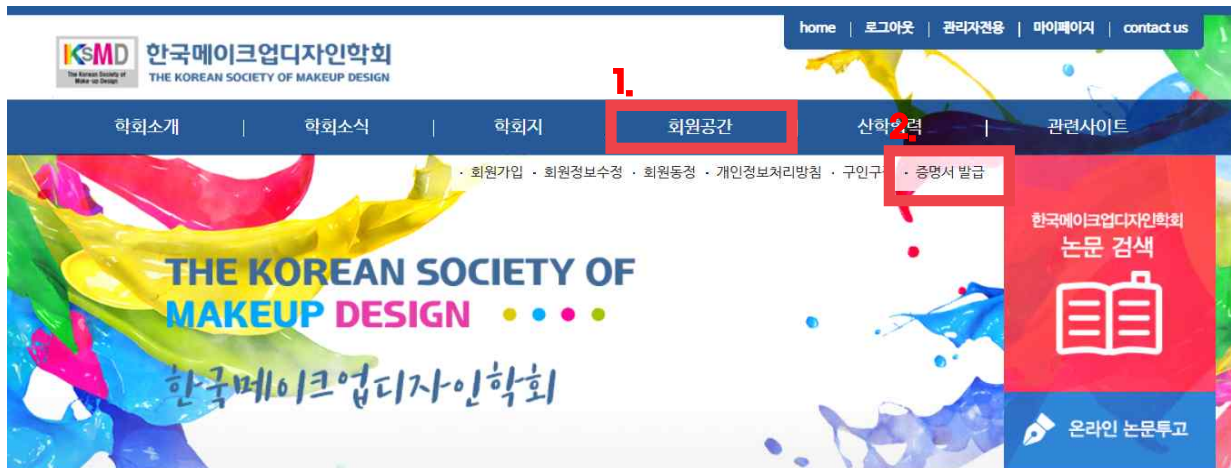 home | 로그아웃 | 관리자전용 | 마이페이지 | contact us
KSMD
The Korean Society of
Make-up Design
한국메이크업디자인학회
THE KOREAN SOCIETY OF MAKEUP DESIGN
1.
학회소개 | 학회소식 | 학회지 회원공간 산학협력 | 관련사이트
2.
· 회원가입 · 회원정보수정 · 회원동정 · 개인정보처리방침 · 구인구직 · 증명서 발급
한국메이크업디자인학회
논문 검색
THE KOREAN SOCIETY OF
MAKEUP DESIGN
한국메이크업디자인학회
온라인 논문투고